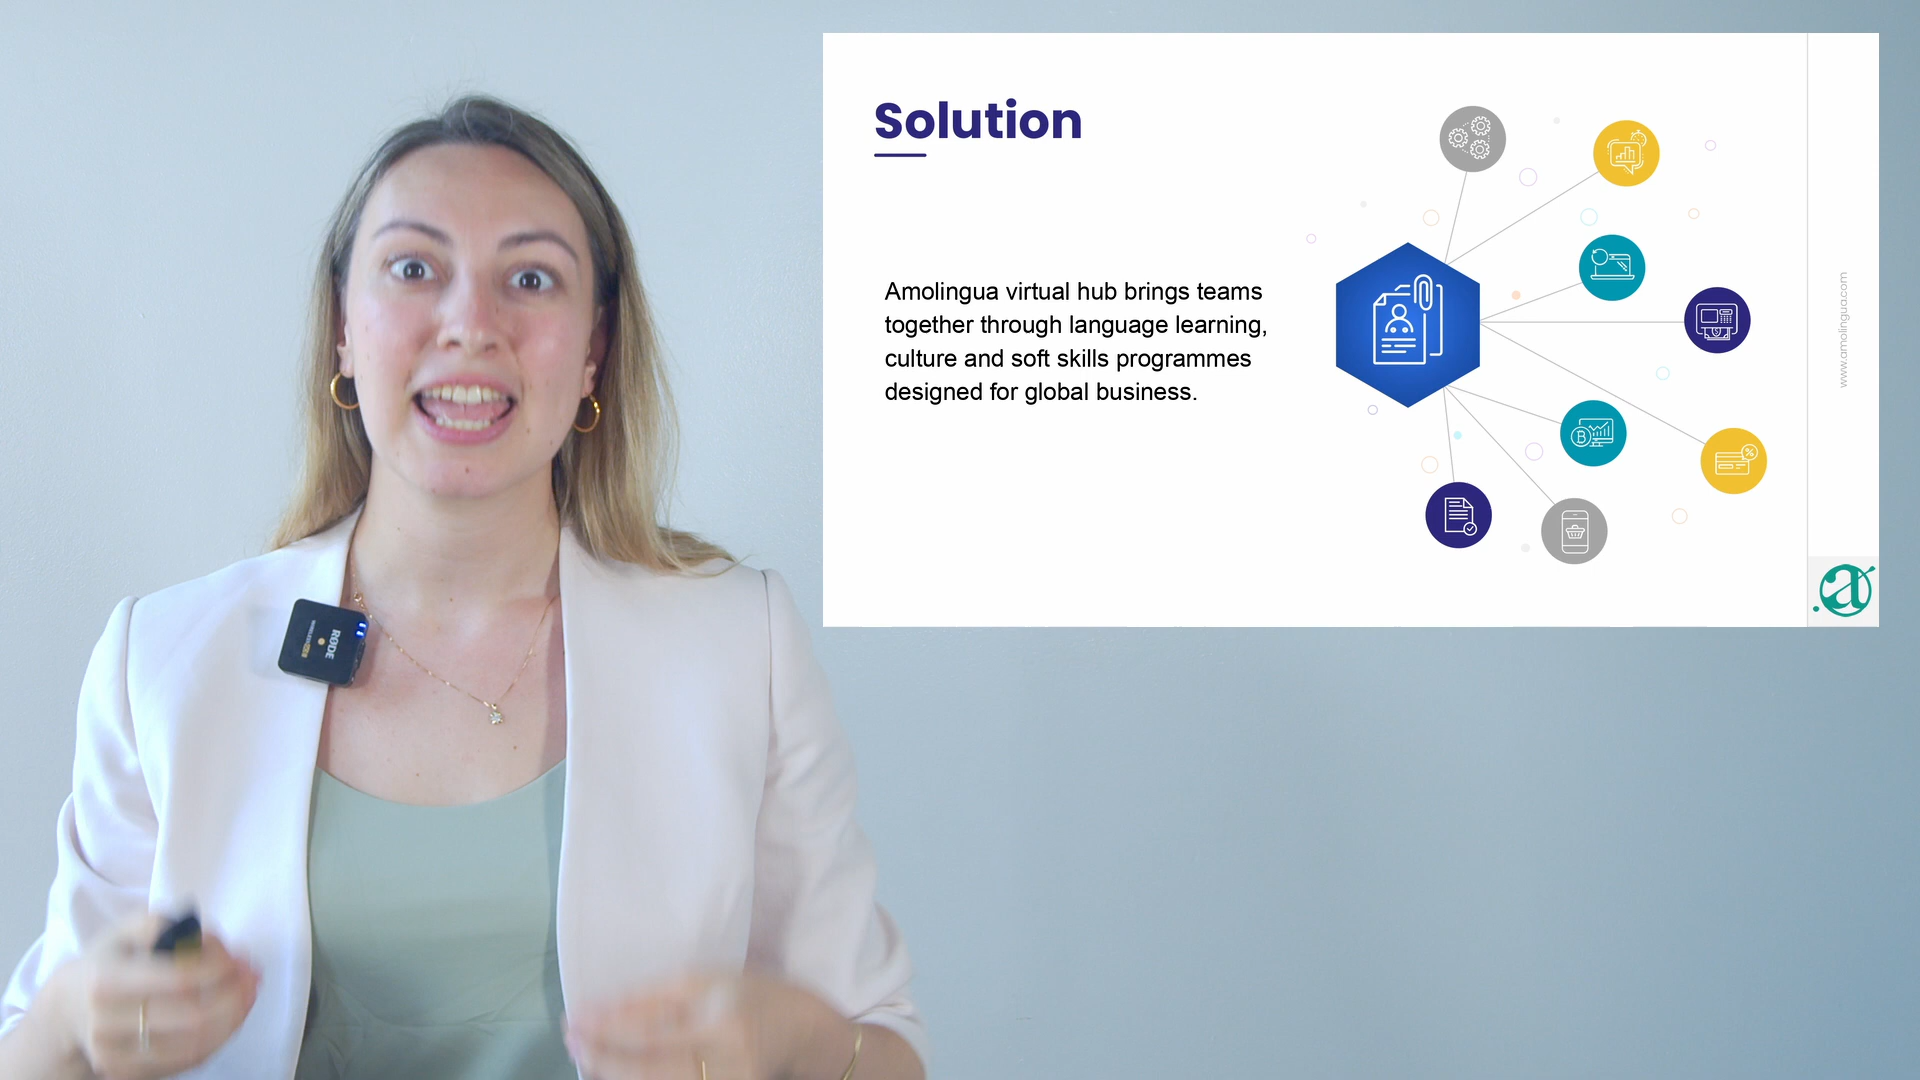 Solution
Amolingua virtual hub brings teams
together through language learning,
culture and soft skills programmes
designed for global business.
www.amolingua.com
.a
RØDE